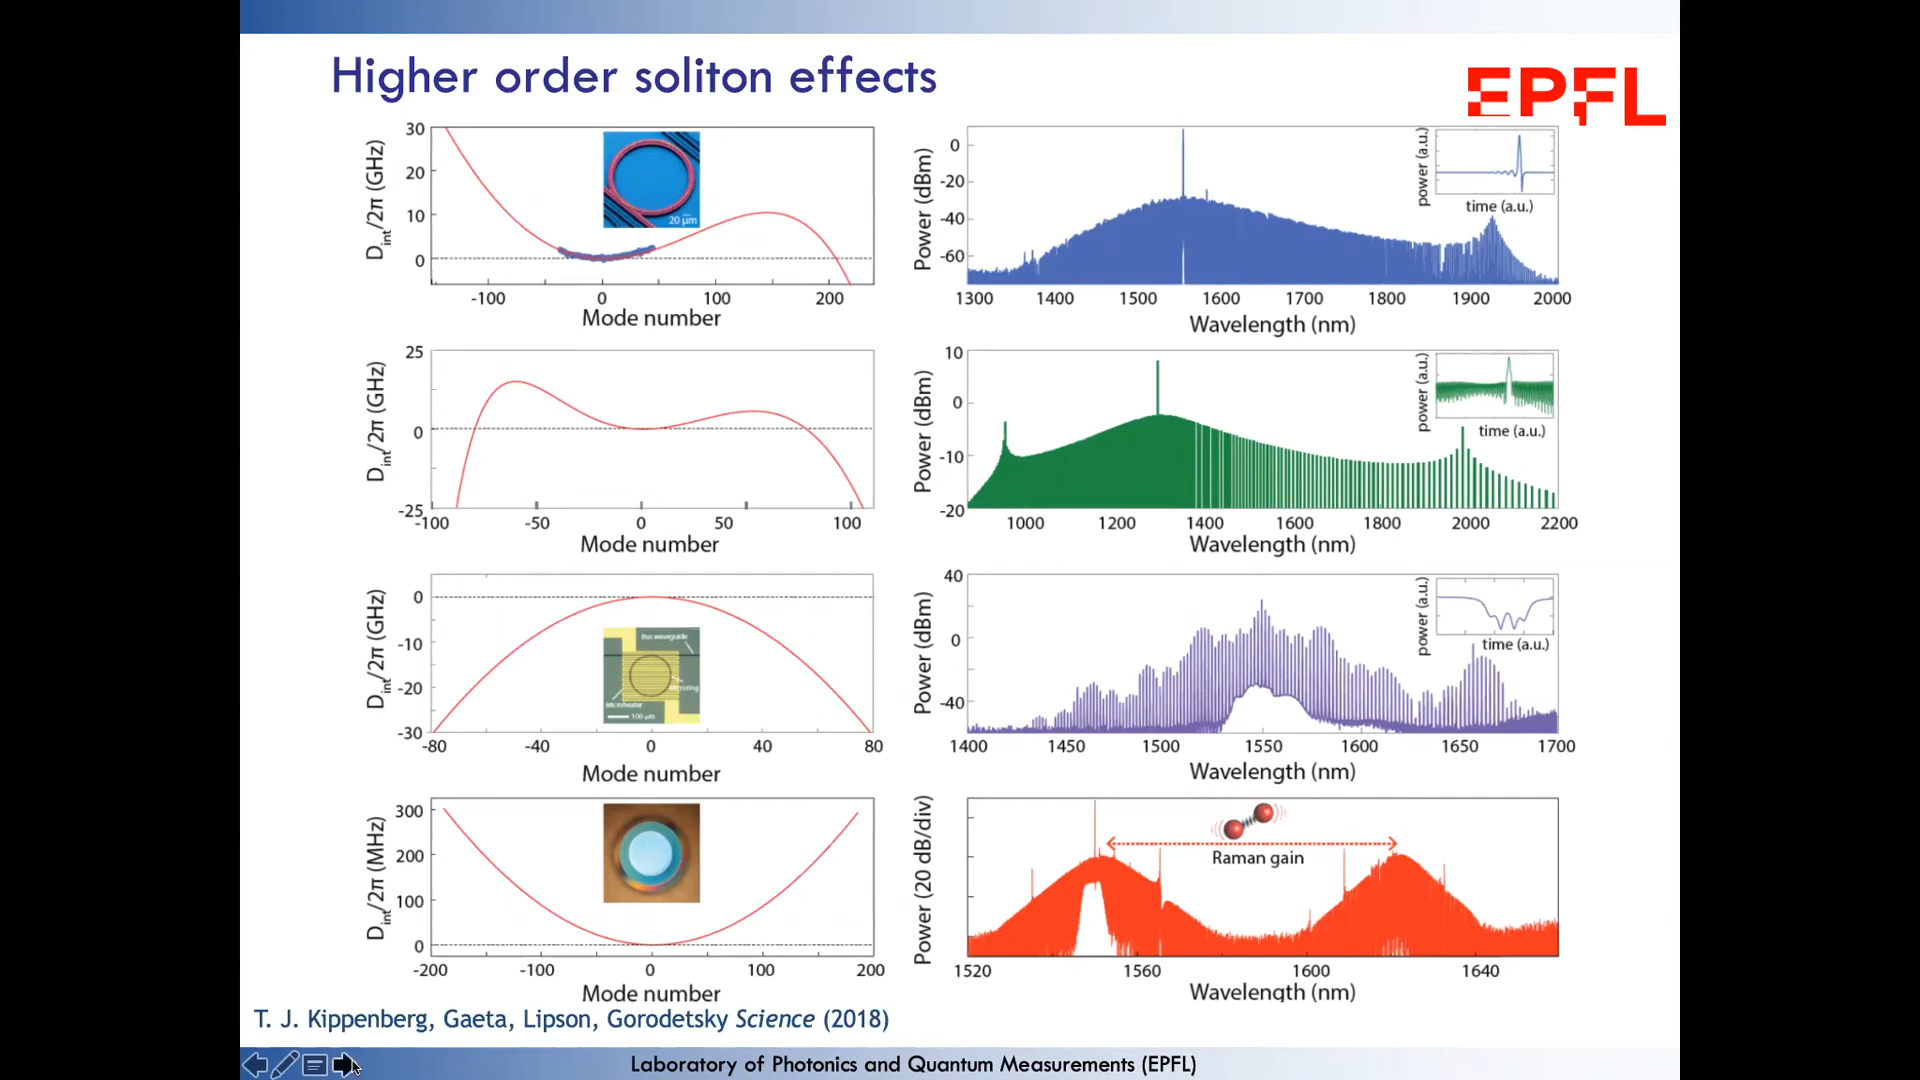 Higher order soliton effects
EPFL
30
20
10
0
D_int/2π (GHz)
20 μm
-100
0
100
200
Mode number
0
-20
-40
-60
Power (dBm)
power (a.u.)
time (a.u.)
1300
1400
1500
1600
1700
1800
1900
2000
Wavelength (nm)
25
0
-25
D_int/2π (GHz)
-100
-50
0
50
100
Mode number
10
0
-10
-20
Power (dBm)
power (a.u.)
time (a.u.)
1000
1200
1400
1600
1800
2000
2200
Wavelength (nm)
0
-10
-20
-30
D_int/2π (GHz)
Bus waveguide
Microring
Microheater
100 μm
-80
-40
0
40
80
Mode number
40
0
-40
Power (dBm)
power (a.u.)
time (a.u.)
1400
1450
1500
1550
1600
1650
1700
Wavelength (nm)
300
200
100
0
D_int/2π (MHz)
-200
-100
0
100
200
Mode number
Power (20 dB/div)
Raman gain
1520
1560
1600
1640
Wavelength (nm)
T. J. Kippenberg, Gaeta, Lipson, Gorodetsky Science (2018)
Laboratory of Photonics and Quantum Measurements (EPFL)